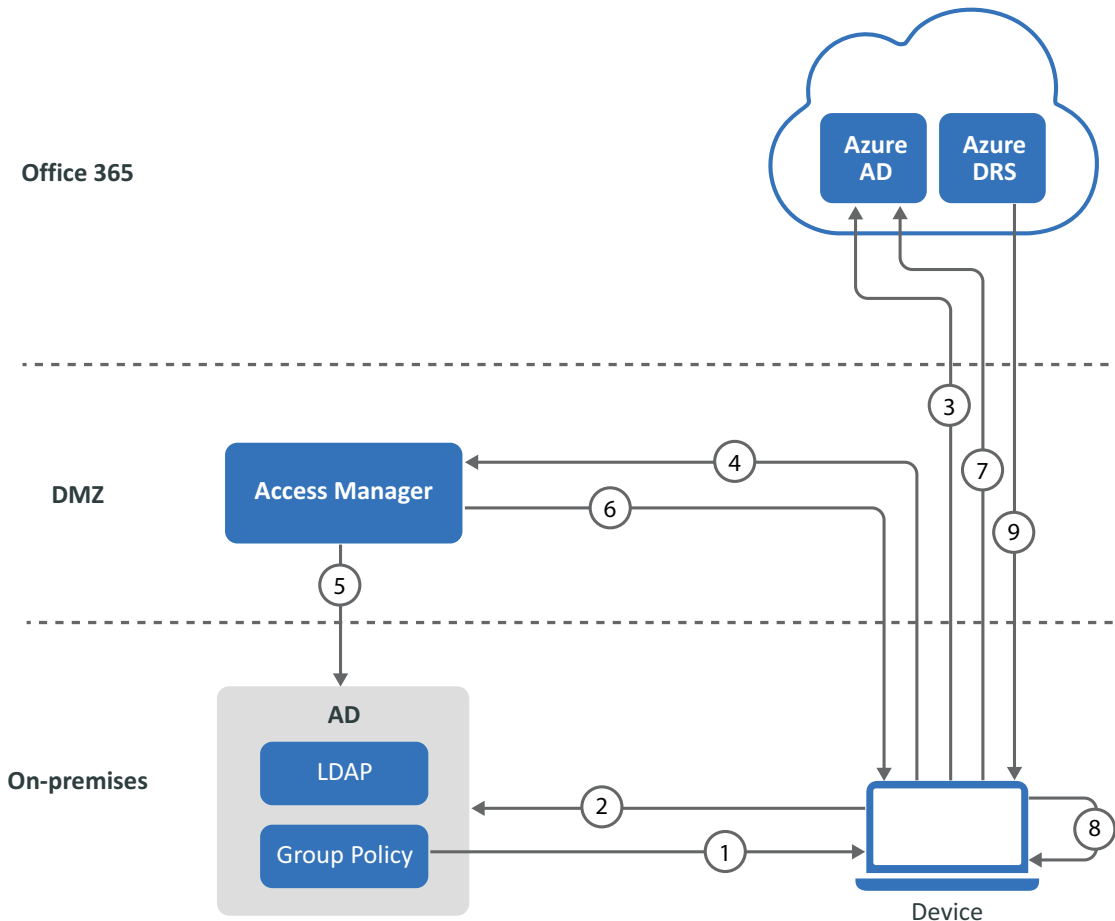 Azure
AD
Azure
DRS
Office 365
3
4
DMZ
Access Manager
7
6
9
5
AD
On-premises
LDAP
2
8
Group Policy
1
Device